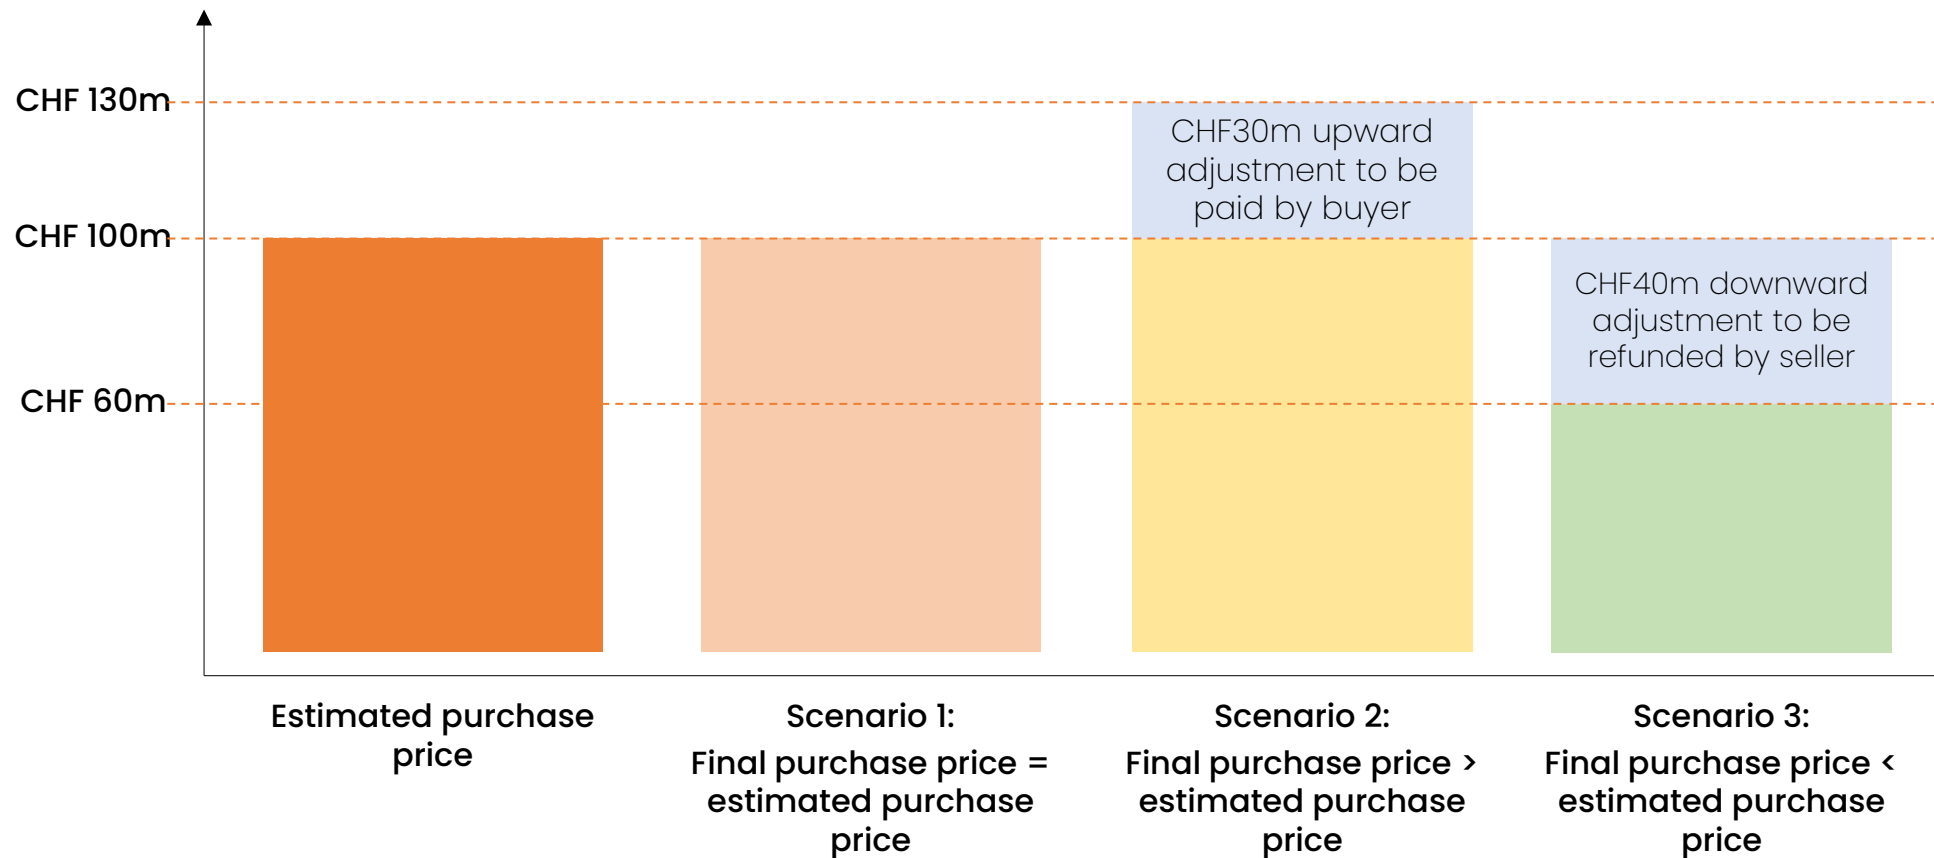 CHF 130m
CHF30m upward
adjustment to be
paid by buyer
CHF 100m
CHF40m downward
adjustment to be
refunded by seller
CHF 60m
Estimated purchase
price
Scenario 1:
Final purchase price =
estimated purchase
price
Scenario 2:
Final purchase price >
estimated purchase
price
Scenario 3:
Final purchase price <
estimated purchase
price